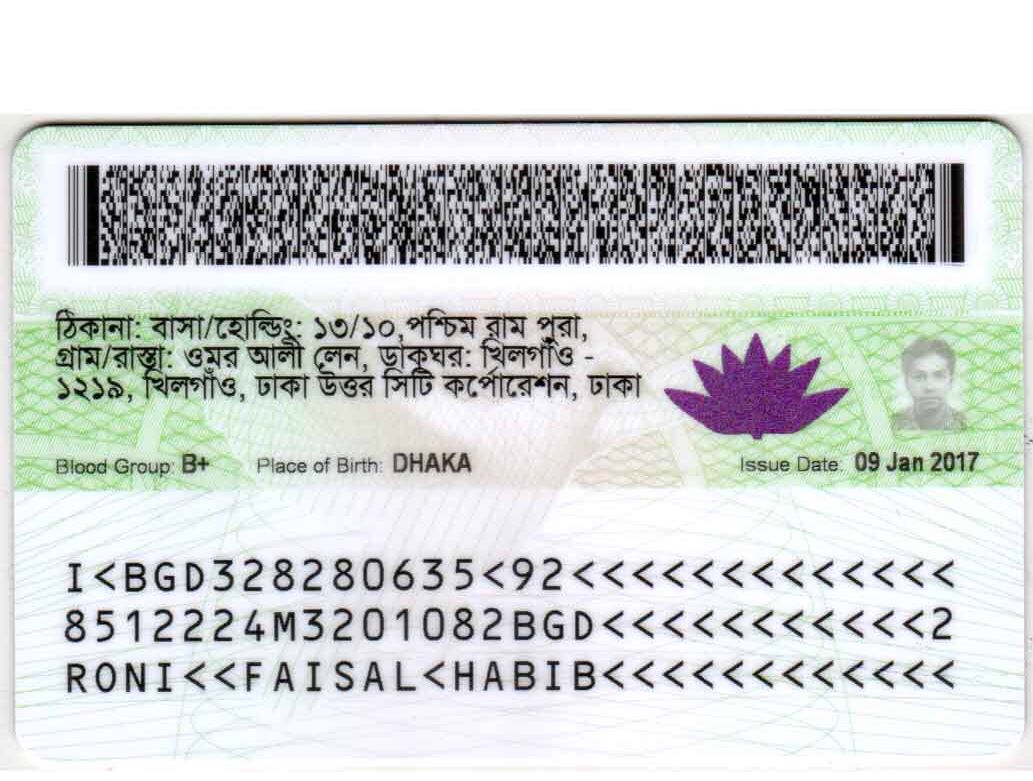 ঠিকানা: বাসা/হোল্ডিং: ১৩/১০,পশ্চিম রাম পুরা,
গ্রাম/রাস্তা: ওমর আলী লেন, ডাকঘর: খিলগাঁও -
১২১৯, খিলগাঁও, ঢাকা উত্তর সিটি কর্পোরেশন, ঢাকা
Blood Group: B+ Place of Birth: DHAKA Issue Date: 09 Jan 2017
I<BGD328280635<92<<<<<<<<<<<<<
8512224M3201082BGD<<<<<<<<<<<2
RONI<<FAISAL<HABIB<<<<<<<<<<<<